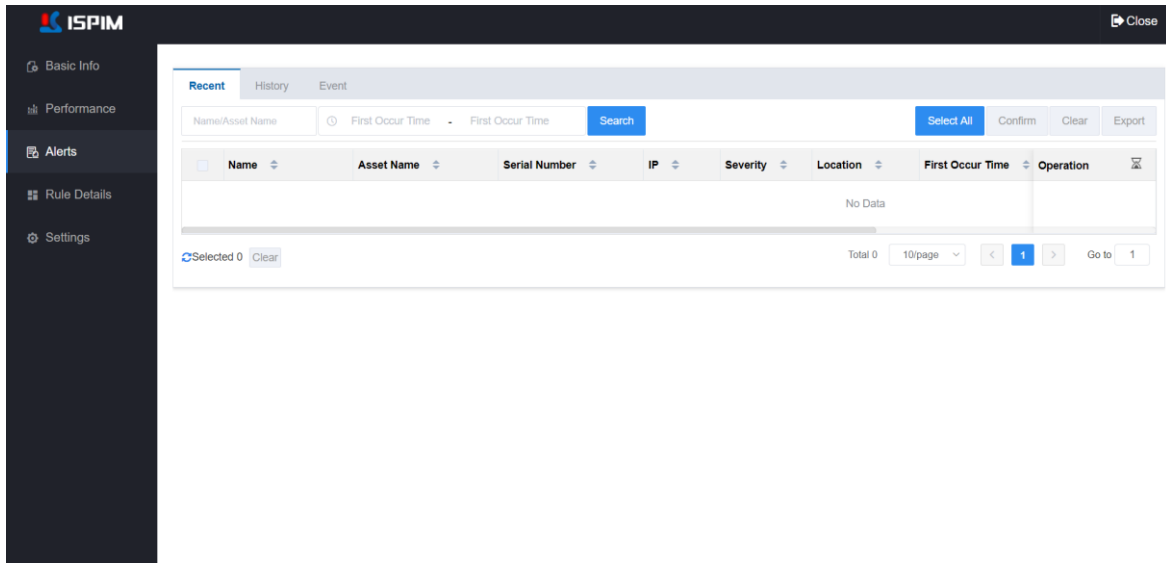 ISPIM
Close
Basic Info
Performance
Alerts
Rule Details
Settings
Recent History Event
Name/Asset Name First Occur Time - First Occur Time Search Select All Confirm Clear Export
Name Asset Name Serial Number IP Severity Location First Occur Time Operation
No Data
Selected 0 Clear Total 0 10/page < 1 > Go to 1